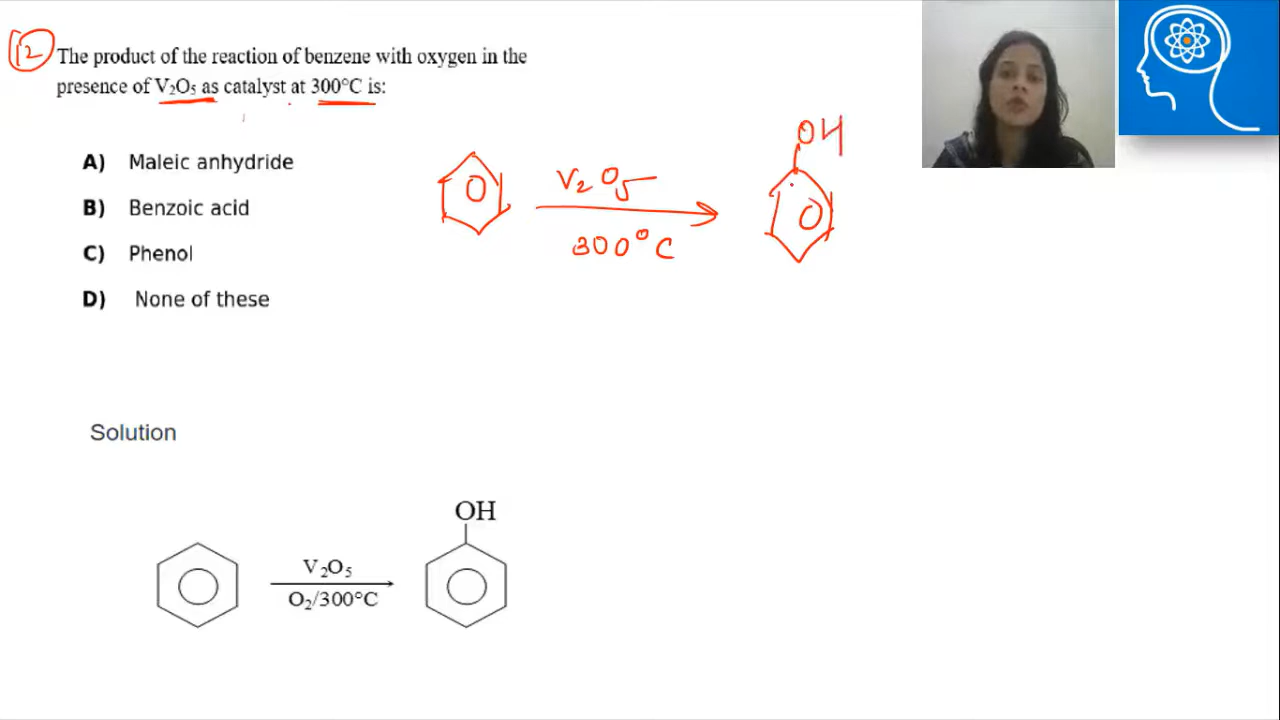 12
The product of the reaction of benzene with oxygen in the
presence of V₂O₅ as catalyst at 300°C is:
A) Maleic anhydride
B) Benzoic acid
C) Phenol
D) None of these
V₂O₅
300°C
OH
Solution
OH
V₂O₅
O₂/300°C